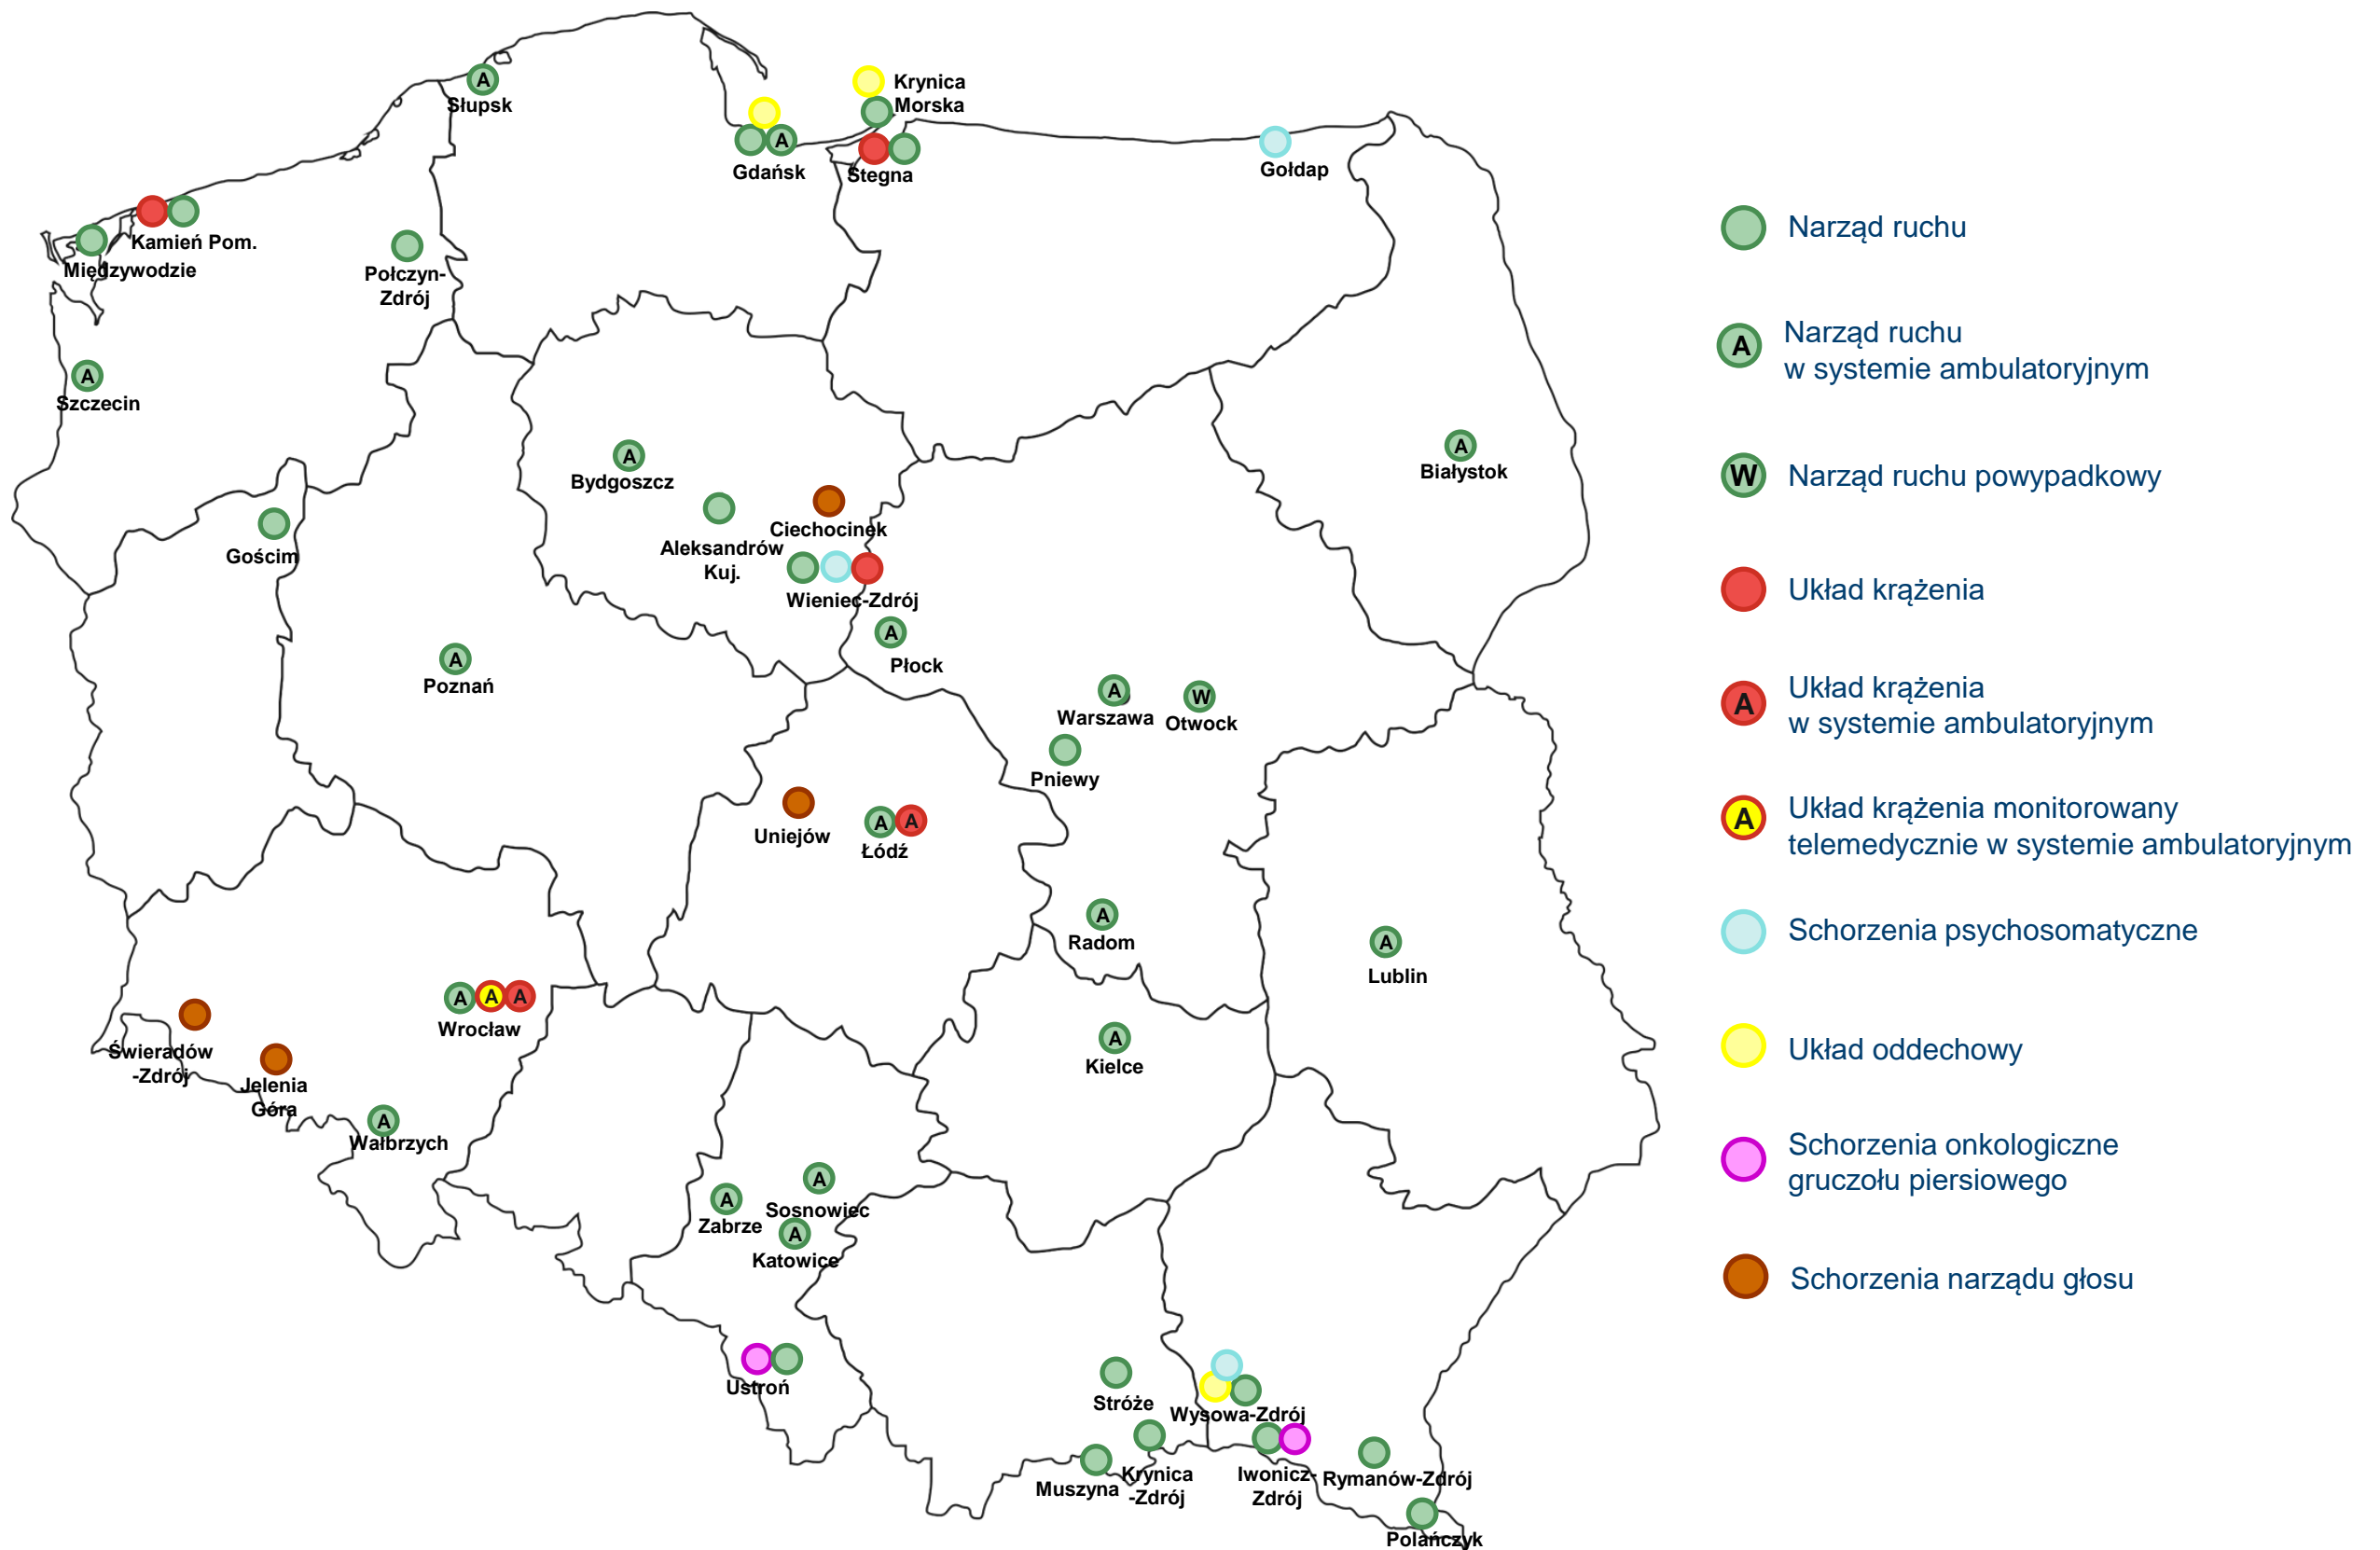 A
Słupsk
Krynica
Morska
A
Gdańsk
Stegna
Gołdap
Kamień Pom.
Międzywodzie
Połczyn-
Zdrój
A
Szczecin
A
Bydgoszcz
A
Białystok
Gościm
Ciechocinek
Aleksandrów
Kuj.
Wieniec-Zdrój
A
Płock
A
Poznań
A
Warszawa
W
Otwock
Pniewy
Uniejów
A A
Łódź
A
Radom
A
Lublin
A A A
Wrocław
Świeradów
-Zdrój
Jelenia
Góra
A
Kielce
A
Wałbrzych
A
Sosnowiec
A
Zabrze
A
Katowice
Ustroń
Stróże
Wysowa-Zdrój
Muszyna
Krynica
-Zdrój
Iwonicz-
Zdrój
Rymanów-Zdrój
Polańczyk
Narząd ruchu
A
Narząd ruchu
w systemie ambulatoryjnym
W
Narząd ruchu powypadkowy
Układ krążenia
A
Układ krążenia
w systemie ambulatoryjnym
A
Układ krążenia monitorowany
telemedycznie w systemie ambulatoryjnym
Schorzenia psychosomatyczne
Układ oddechowy
Schorzenia onkologiczne
gruczołu piersiowego
Schorzenia narządu głosu